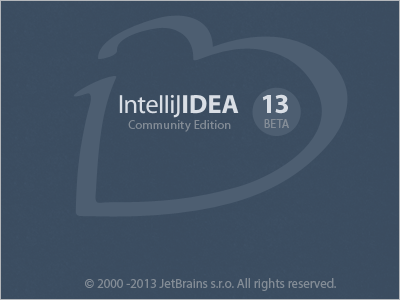 IntelliJIDEA 13
Community Edition BETA
© 2000 -2013 JetBrains s.r.o. All rights reserved.